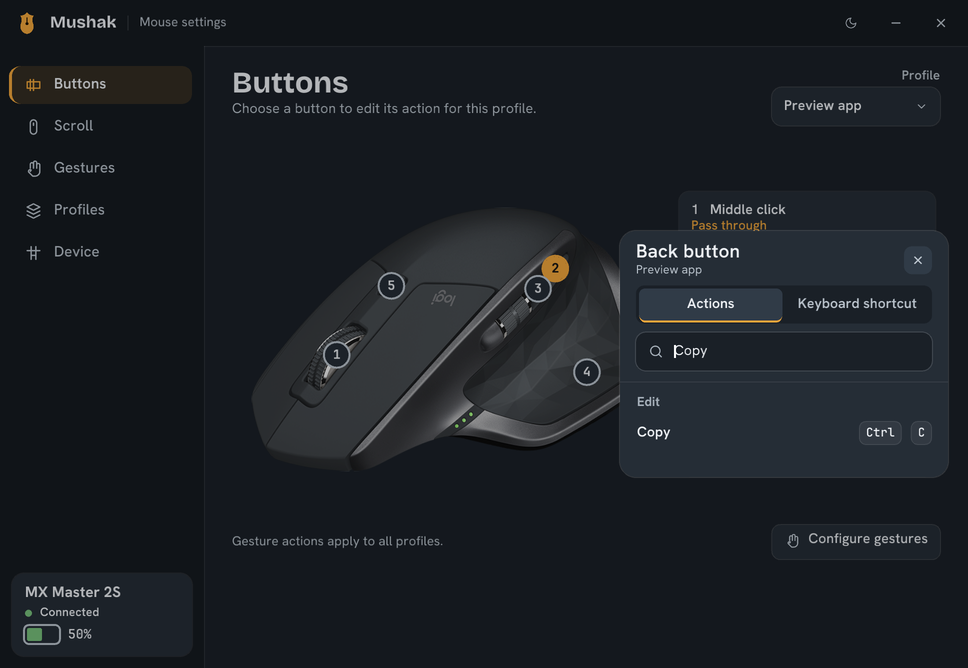 Mushak
Mouse settings
Buttons
Scroll
Gestures
Profiles
Device
MX Master 2S
Connected
50%
Buttons
Choose a button to edit its action for this profile.
Profile
Preview app
logi
5
2
3
1
4
1 Middle click
Pass through
Back button
Preview app
Actions
Keyboard shortcut
Copy
Edit
Copy Ctrl C
Gesture actions apply to all profiles.
Configure gestures